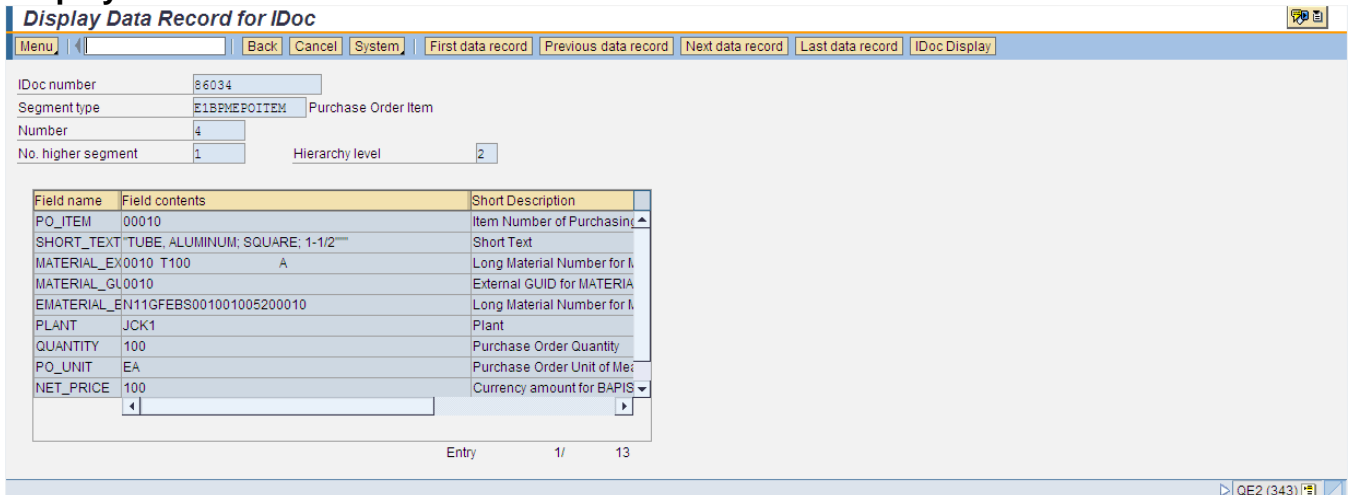 Display Data Record for IDoc
Menu Back Cancel System First data record Previous data record Next data record Last data record IDoc Display
IDoc number 86034
Segment type E1BPMEPOITEM Purchase Order Item
Number 4
No. higher segment 1 Hierarchy level 2
Field name Field contents Short Description
PO_ITEM 00010 Item Number of Purchasing
SHORT_TEXT "TUBE, ALUMINUM; SQUARE; 1-1/2""" Short Text
MATERIAL_EX 0010 T100 A Long Material Number for M
MATERIAL_GU 0010 External GUID for MATERIA
EMATERIAL_E N11GFEBS001001005200010 Long Material Number for M
PLANT JCK1 Plant
QUANTITY 100 Purchase Order Quantity
PO_UNIT EA Purchase Order Unit of Mea
NET_PRICE 100 Currency amount for BAPIS
Entry 1/ 13
QE2 (343)